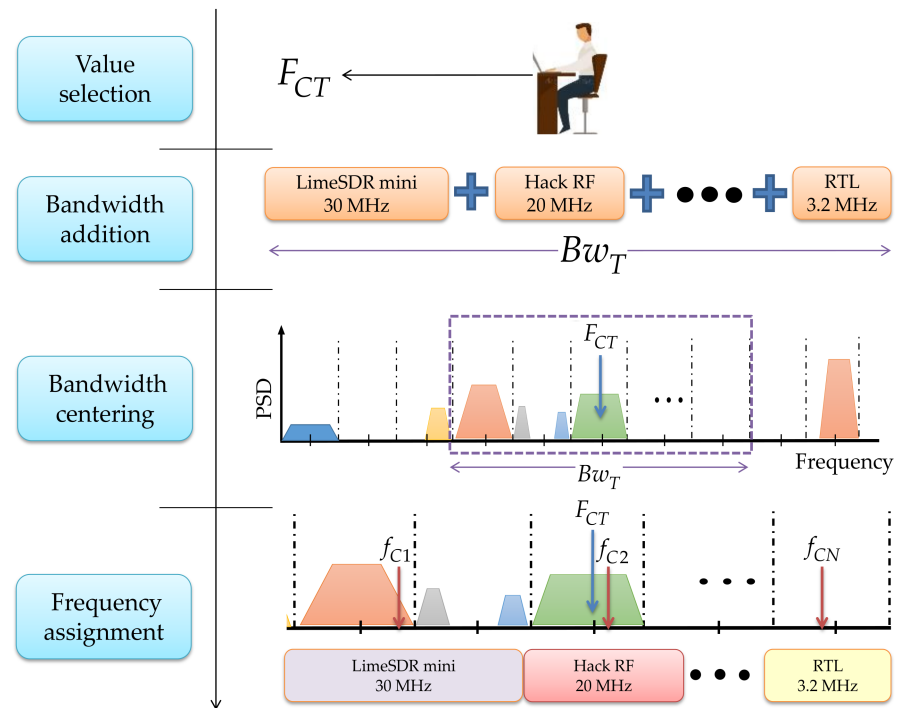 Value
selection
F_CT
Bandwidth
addition
LimeSDR mini
30 MHz
Hack RF
20 MHz
RTL
3.2 MHz
Bw_T
Bandwidth
centering
PSD
F_CT
...
Bw_T
Frequency
Frequency
assignment
F_CT
f_C1
f_C2
f_CN
LimeSDR mini
30 MHz
Hack RF
20 MHz
RTL
3.2 MHz